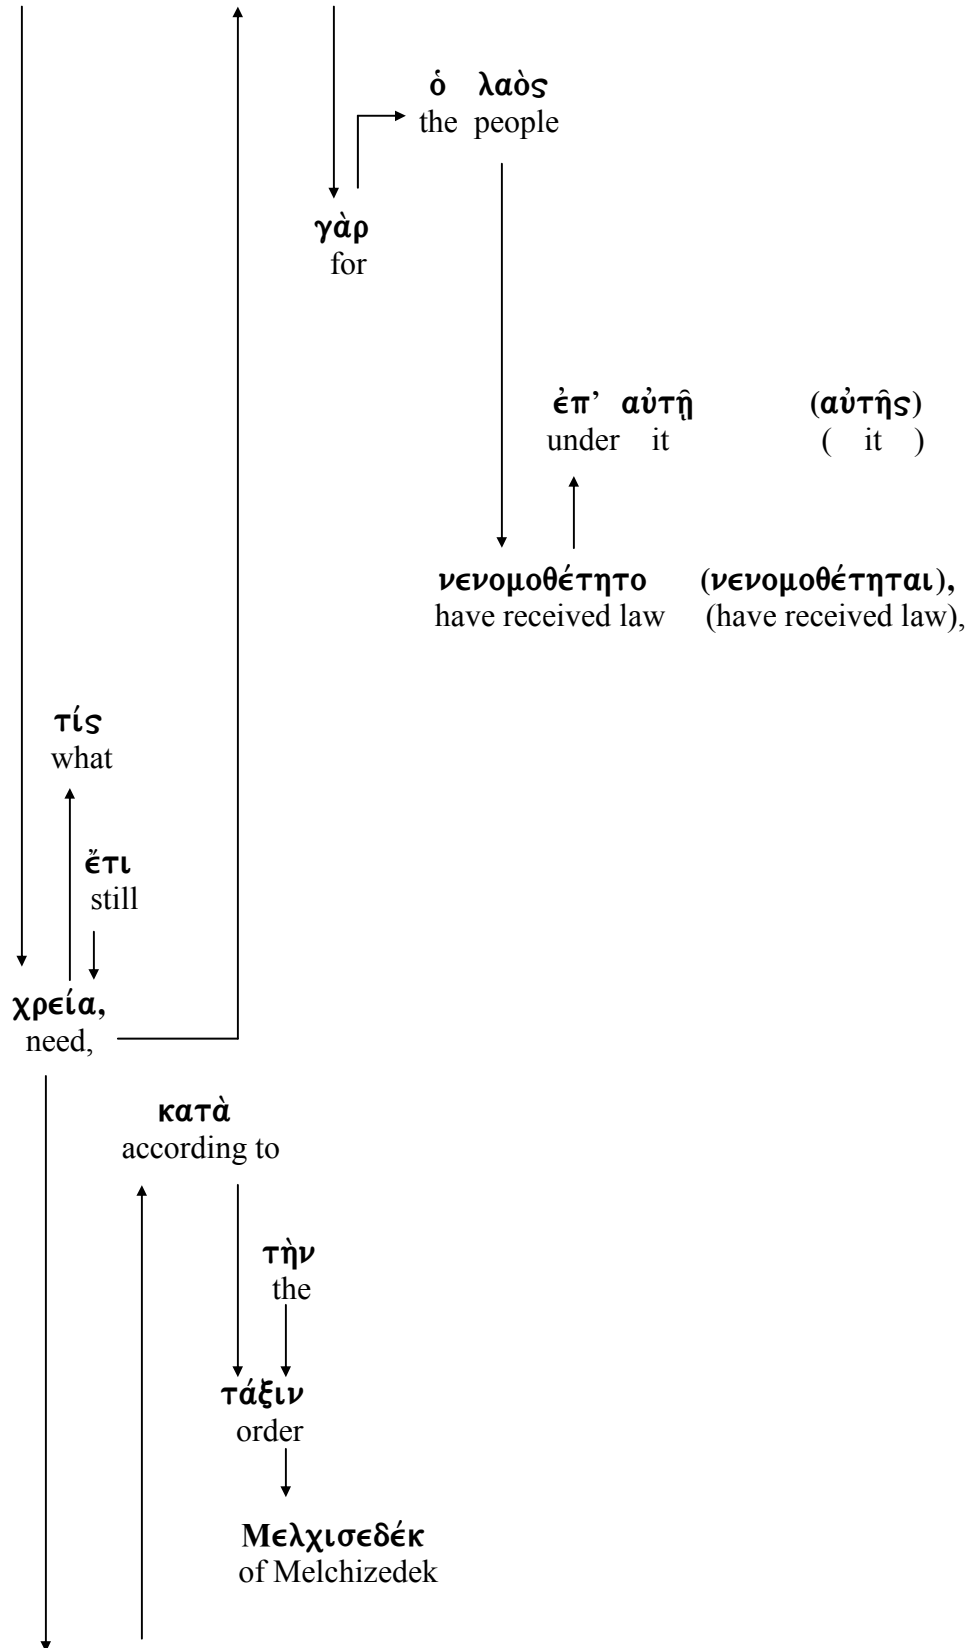 ὁ λαὸς
the people
γὰρ
for
ἐπ’ αὐτῇ (αὐτῆς)
under it ( it )
νενομοθέτητο (νενομοθέτηται),
have received law (have received law),
τίς
what
ἔτι
still
χρεία,
need,
κατὰ
according to
τὴν
the
τάξιν
order
Μελχισεδέκ
of Melchizedek